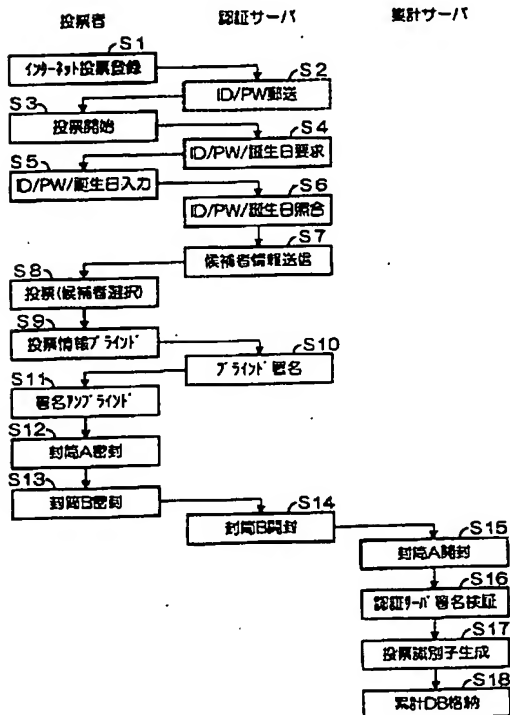 投票者 認証サーバ 集計サーバ
S1
インターネット投票登録
S2
ID/PW郵送
S3
投票開始
S4
ID/PW/誕生日要求
S5
ID/PW/誕生日入力
S6
ID/PW/誕生日照合
S7
候補者情報送信
S8
投票(候補者選択)
S9
投票情報ブラインド
S10
ブラインド署名
S11
署名アンブラインド
S12
封筒A密封
S13
封筒B密封
S14
封筒B開封
S15
封筒A開封
S16
認証サーバ署名検証
S17
投票識別子生成
S18
集計DB格納